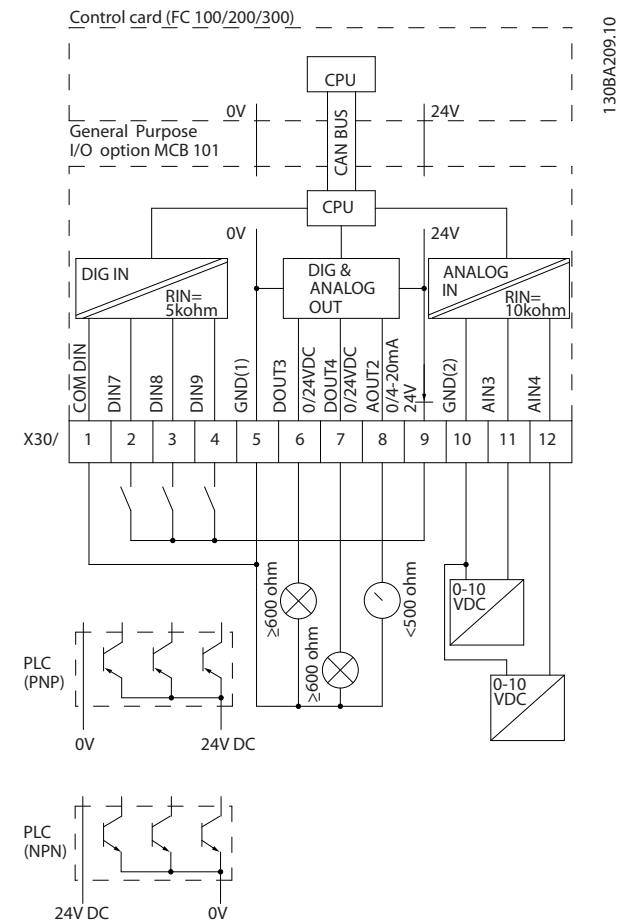 Control card (FC 100/200/300)
130BA209.10
CPU
0V
24V
CAN BUS
General Purpose
I/O option MCB 101
CPU
0V
24V
DIG IN
RIN=
5kohm
DIG &
ANALOG
OUT
ANALOG
IN
RIN=
10kohm
COM DIN
DIN7
DIN8
DIN9
GND(1)
DOUT3
0/24VDC
DOUT4
0/24VDC
AOUT2
0/4-20mA
24V
GND(2)
AIN3
AIN4
X30/ 1 2 3 4 5 6 7 8 9 10 11 12
≥600 ohm
≥600 ohm
<500 ohm
0-10
VDC
0-10
VDC
PLC
(PNP)
0V
24V DC
PLC
(NPN)
24V DC
0V